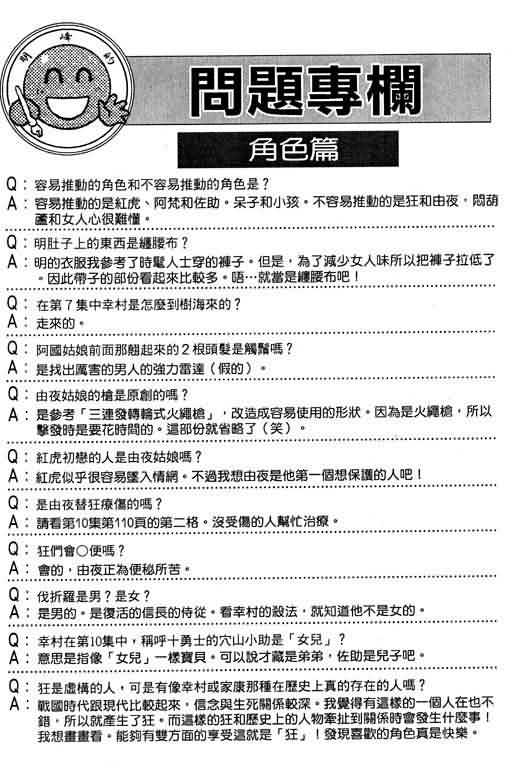 明峰的
問題專欄
角色篇
Q：容易推動的角色和不容易推動的角色是？
A：容易推動的是紅虎、阿梵和佐助。呆子和小孩。不容易推動的是狂和由夜，悶葫
蘆和女人心很難懂。
Q：明肚子上的東西是纏腰布？
A：明的衣服我參考了時髦人士穿的褲子。但是，為了減少女人味所以把褲子拉低了
。因此帶子的部份看起來比較多。唔…就當是纏腰布吧！
Q：在第7集中幸村是怎麼到樹海來的？
A：走來的。
Q：阿國姑娘前面那翹起來的2根頭髮是觸鬚嗎？
A：是找出厲害的男人的強力雷達（假的）。
Q：由夜姑娘的槍是原創的嗎？
A：是參考「三連發轉輪式火繩槍」，改造成容易使用的形狀。因為是火繩槍，所以
擊發時是要花時間的。這部份就省略了（笑）。
Q：紅虎初戀的人是由夜姑娘嗎？
A：紅虎似乎很容易墜入情網。不過我想由夜是他第一個想保護的人吧！
Q：是由夜替狂療傷的嗎？
A：請看第10集第110頁的第二格。沒受傷的人幫忙治療。
Q：狂們會○便嗎？
A：會的，由夜正為便秘所苦。
Q：伐折羅是男？是女？
A：是男的。是復活的信長的侍從。看幸村的殺法，就知道他不是女的。
Q：幸村在第10集中，稱呼十勇士的穴山小助是「女兒」？
A：意思是指像「女兒」一樣寶貝。可以說才藏是弟弟，佐助是兒子吧。
Q：狂是虛構的人，可是有像幸村或家康那種在歷史上真的存在的人嗎？
A：戰國時代跟現代比較起來，信念與生死關係較深。我覺得有這樣的一個人在也不
錯，所以就產生了狂。而這樣的狂和歷史上的人物牽扯到關係時會發生什麼事！
我想畫畫看。能夠有雙方面的享受這就是「狂」！發現喜歡的角色真是快樂。